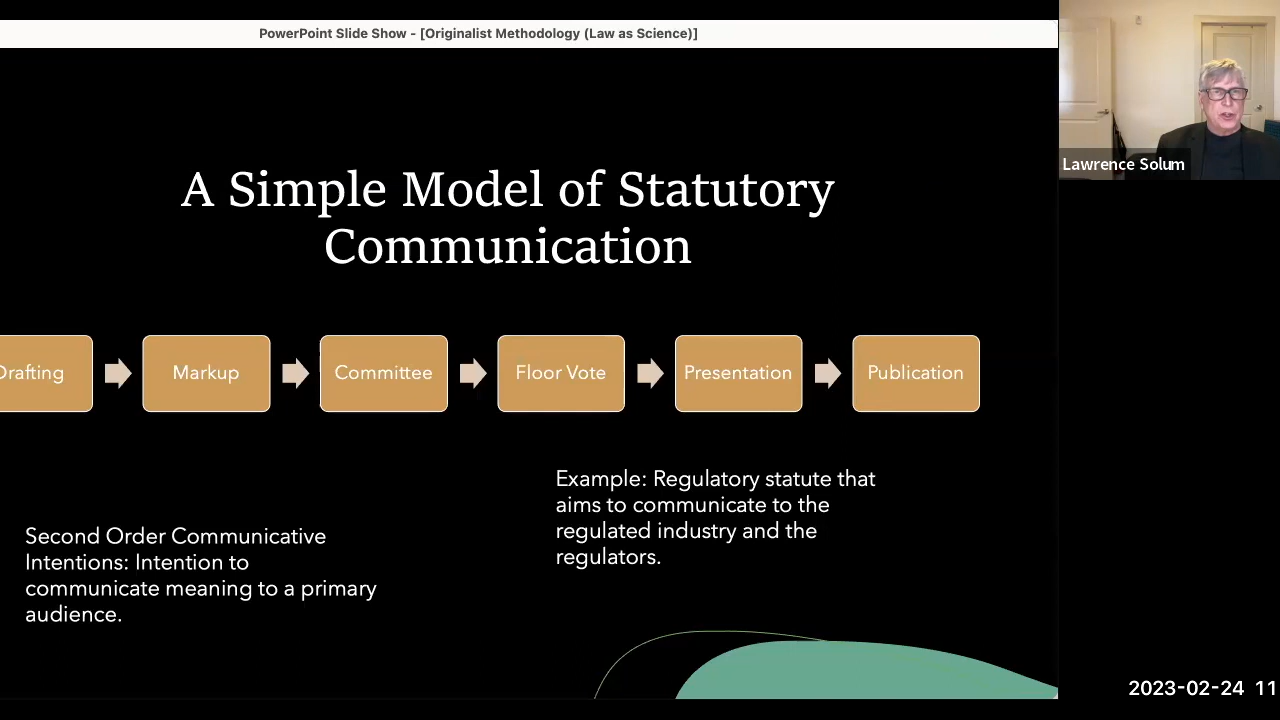 PowerPoint Slide Show - [Originalist Methodology (Law as Science)]
Lawrence Solum
A Simple Model of Statutory
Communication
Drafting
Markup
Committee
Floor Vote
Presentation
Publication
Second Order Communicative
Intentions: Intention to
communicate meaning to a primary
audience.
Example: Regulatory statute that
aims to communicate to the
regulated industry and the
regulators.
2023-02-24 11